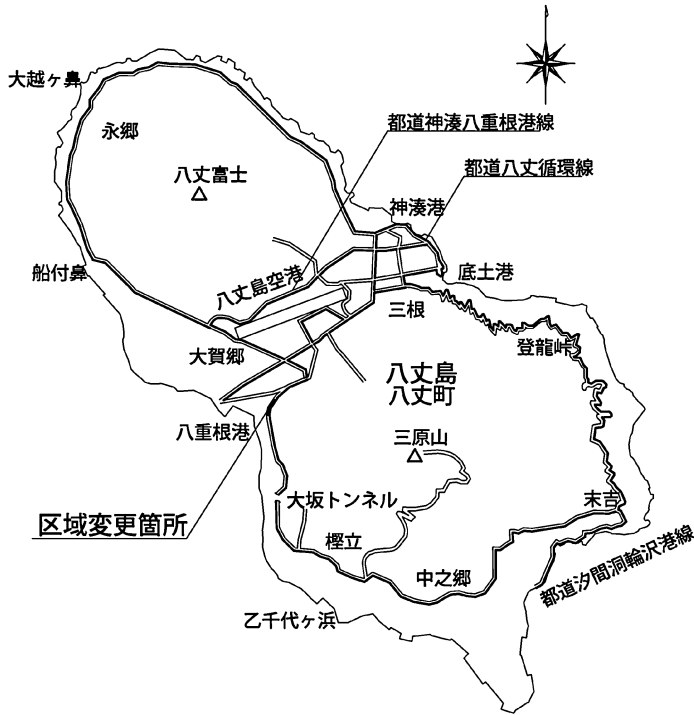 大越ヶ鼻
永郷
都道神湊八重根港線
都道八丈循環線
八丈富士
神湊港
船付鼻
八丈島空港
底土港
三根
大賀郷
登龍峠
八丈島
八丈町
八重根港
三原山
大坂トンネル
末吉
区域変更箇所
樫立
中之郷
都道汐間洞輪沢港線
乙千代ヶ浜